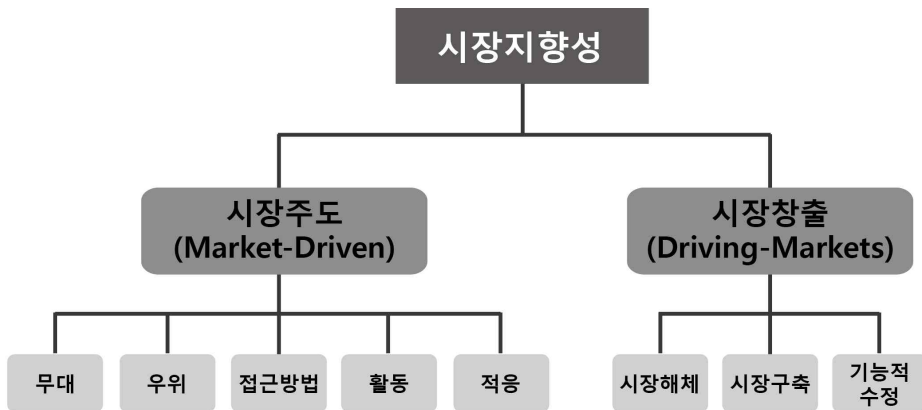 시장지향성
시장주도
(Market-Driven)
시장창출
(Driving-Markets)
무대
우위
접근방법
활동
적응
시장해체
시장구축
기능적
수정